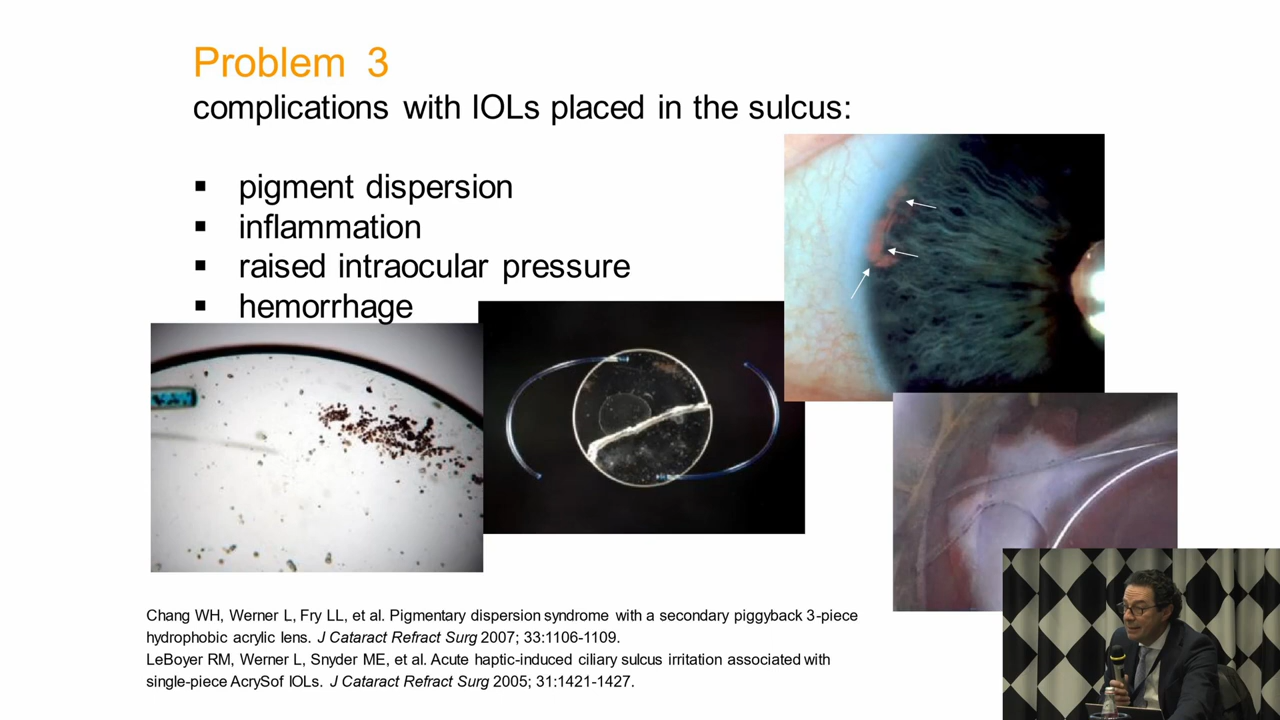 Problem 3
complications with IOLs placed in the sulcus:
▪ pigment dispersion
▪ inflammation
▪ raised intraocular pressure
▪ hemorrhage
Chang WH, Werner L, Fry LL, et al. Pigmentary dispersion syndrome with a secondary piggyback 3-piece
hydrophobic acrylic lens. J Cataract Refract Surg 2007; 33:1106-1109.
LeBoyer RM, Werner L, Snyder ME, et al. Acute haptic-induced ciliary sulcus irritation associated with
single-piece AcrySof IOLs. J Cataract Refract Surg 2005; 31:1421-1427.